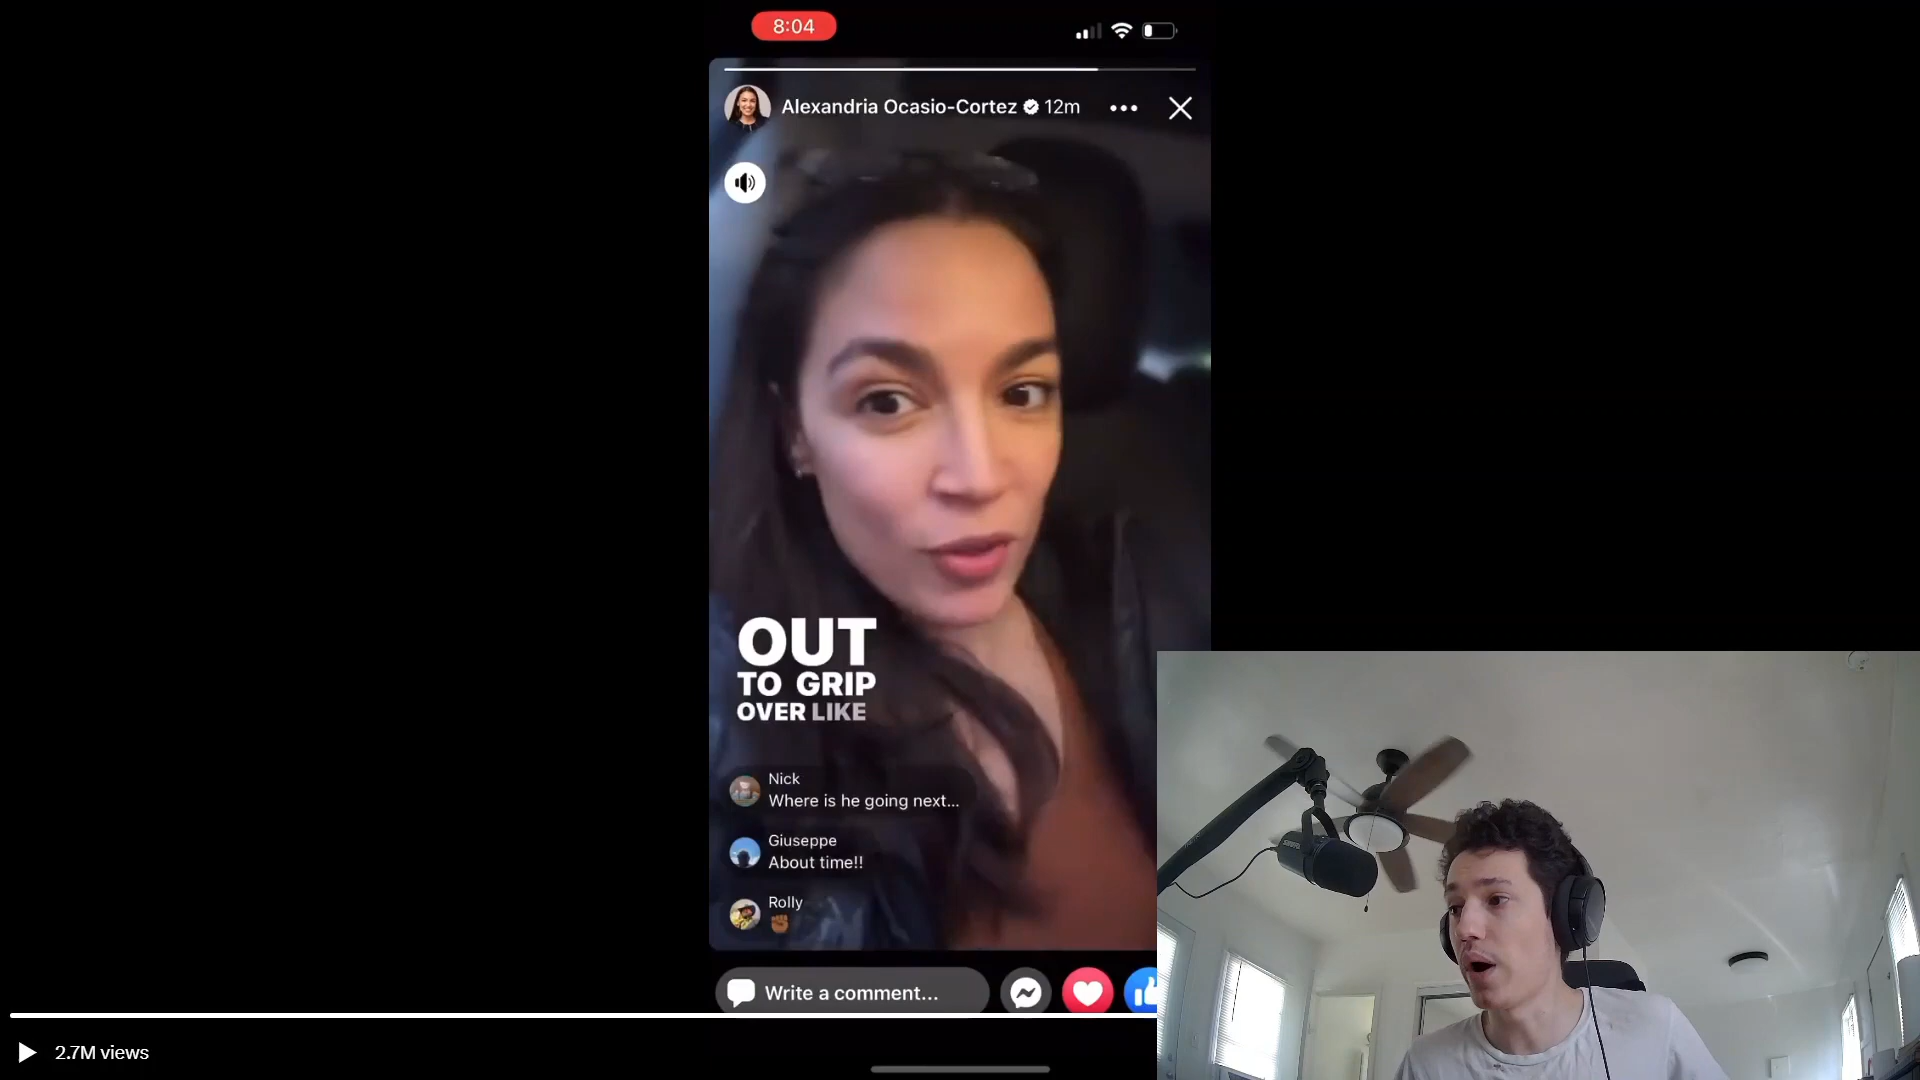 8:04
Alexandria Ocasio-Cortez 12m
OUT
TO GRIP
OVER LIKE
Nick
Where is he going next...
Giuseppe
About time!!
Rolly
Write a comment...
2.7M views